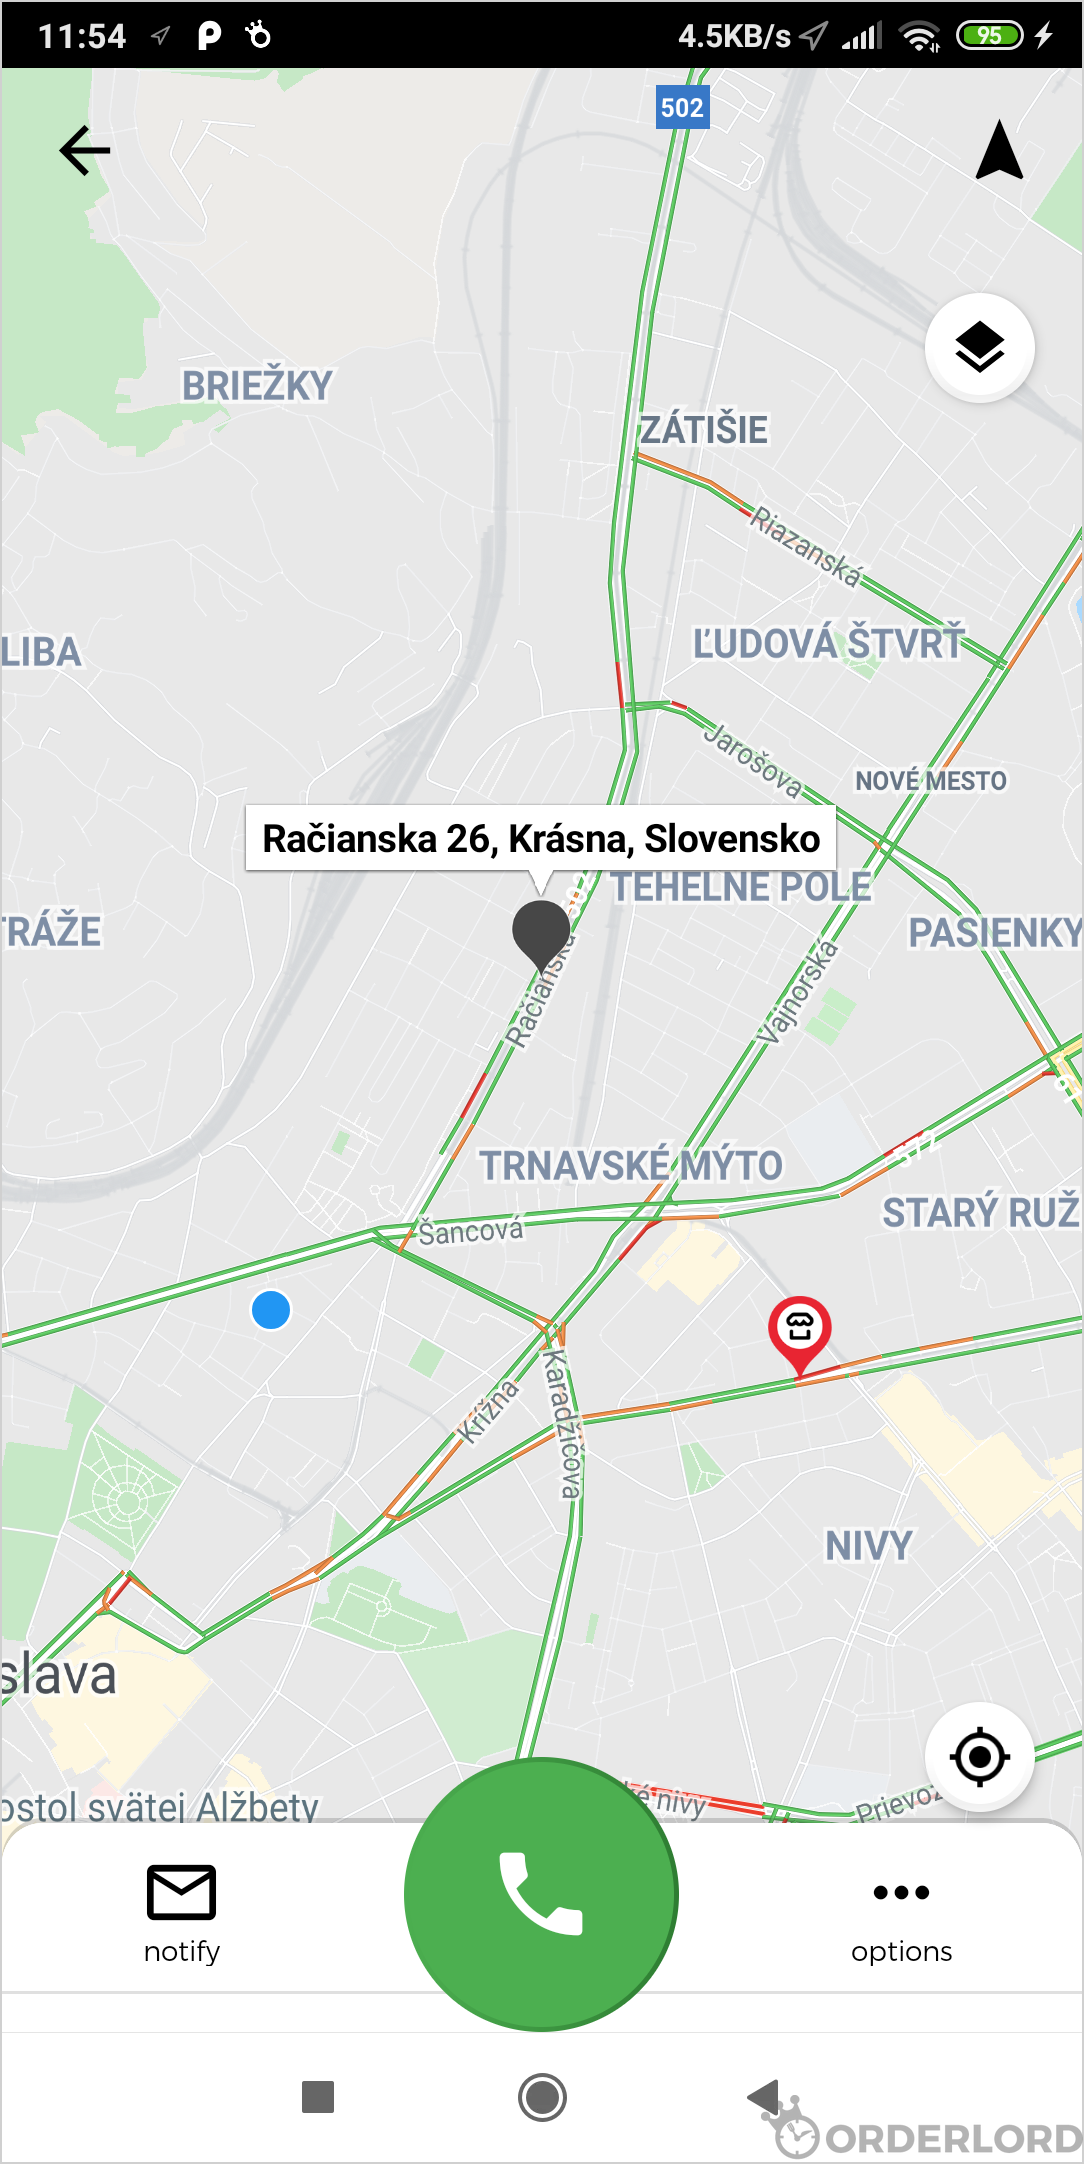 11:54
4.5KB/s
95
502
BRIEŽKY
ZÁTIŠIE
Riazanská
LIBA
ĽUDOVÁ ŠTVRŤ
Jarošova
NOVÉ MESTO
Račianska 26, Krásna, Slovensko
TEHELNÉ POLE
TRÁŽE
PASIENKY
Račianska
Vajnorská
TRNAVSKÉ MÝTO
572
STARÝ RUŽ
Šancová
Karadžičova
Krížna
NIVY
slava
ostol svätej Alžbety
é nivy
Prievoz
notify
options
ORDERLORD